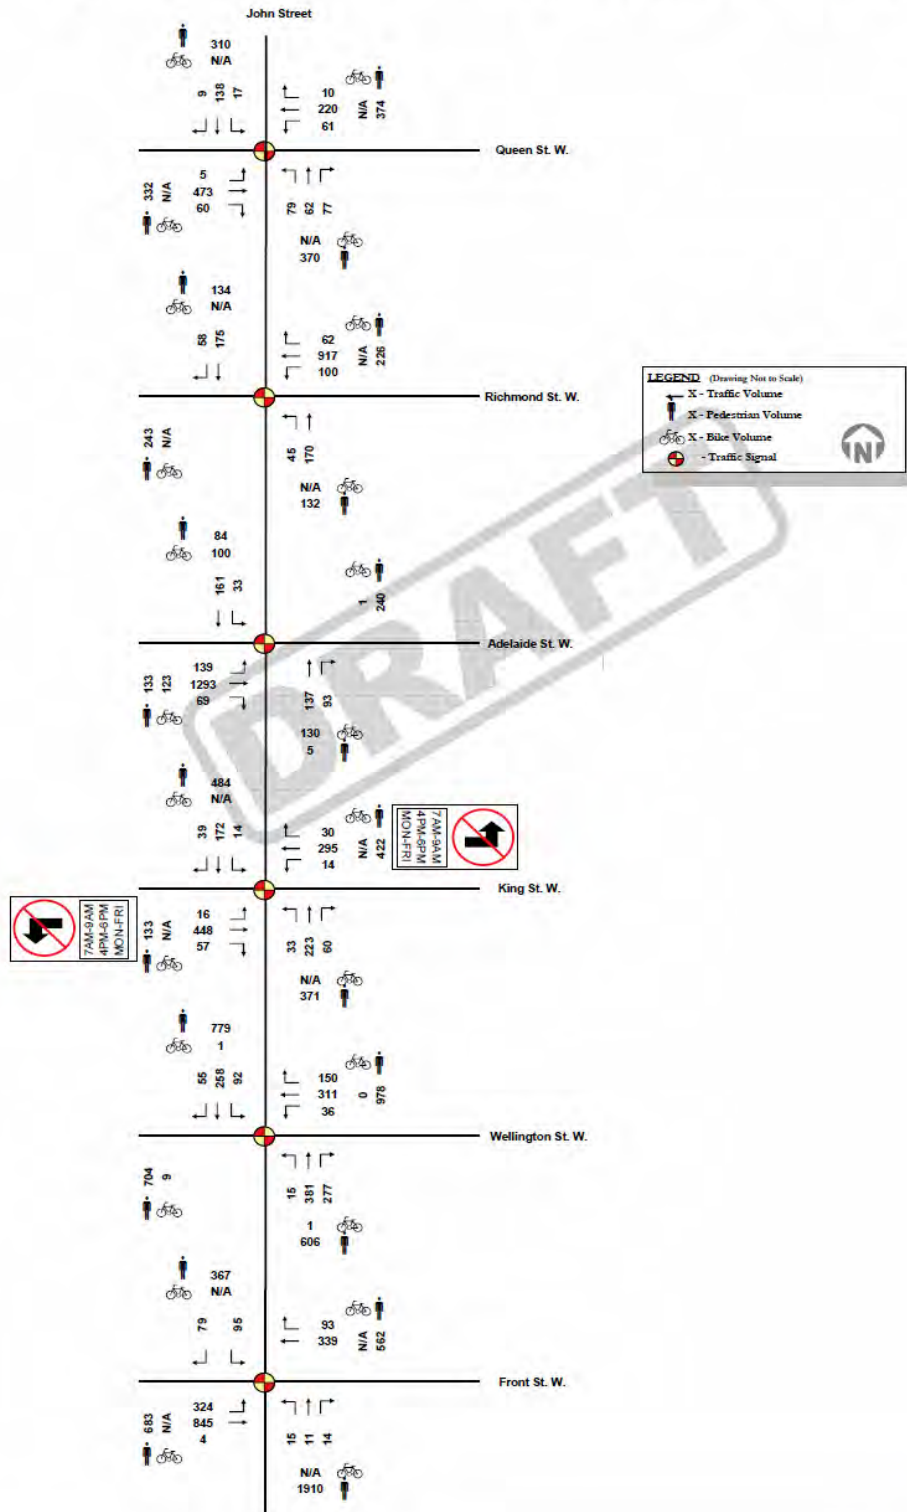 John Street
310
N/A
9 138 17
10
220
61
N/A 374
Queen St. W.
332 N/A
5
473
60
79 62 77
N/A
370
134
N/A
58 175
62
917
100
N/A 226
Richmond St. W.
243 N/A
45 170
N/A
132
LEGEND (Drawing Not to Scale)
X - Traffic Volume
X - Pedestrian Volume
X - Bike Volume
- Traffic Signal
N
84
100
161 33
1 240
Adelaide St. W.
133 123
139
1293
69
137 93
130
5
DRAFT
484
N/A
39 172 14
30
295
14
N/A 422
7AM-9AM
4PM-6PM
MON-FRI
King St. W.
7AM-9AM
4PM-6PM
MON-FRI
133 N/A
16
448
57
33 223 60
N/A
371
779
1
55 258 92
150
311
36
0 978
Wellington St. W.
704 9
15 381 277
1
606
367
N/A
79 95
93
339
N/A 562
Front St. W.
683 N/A
324
845
4
15 11 14
N/A
1910